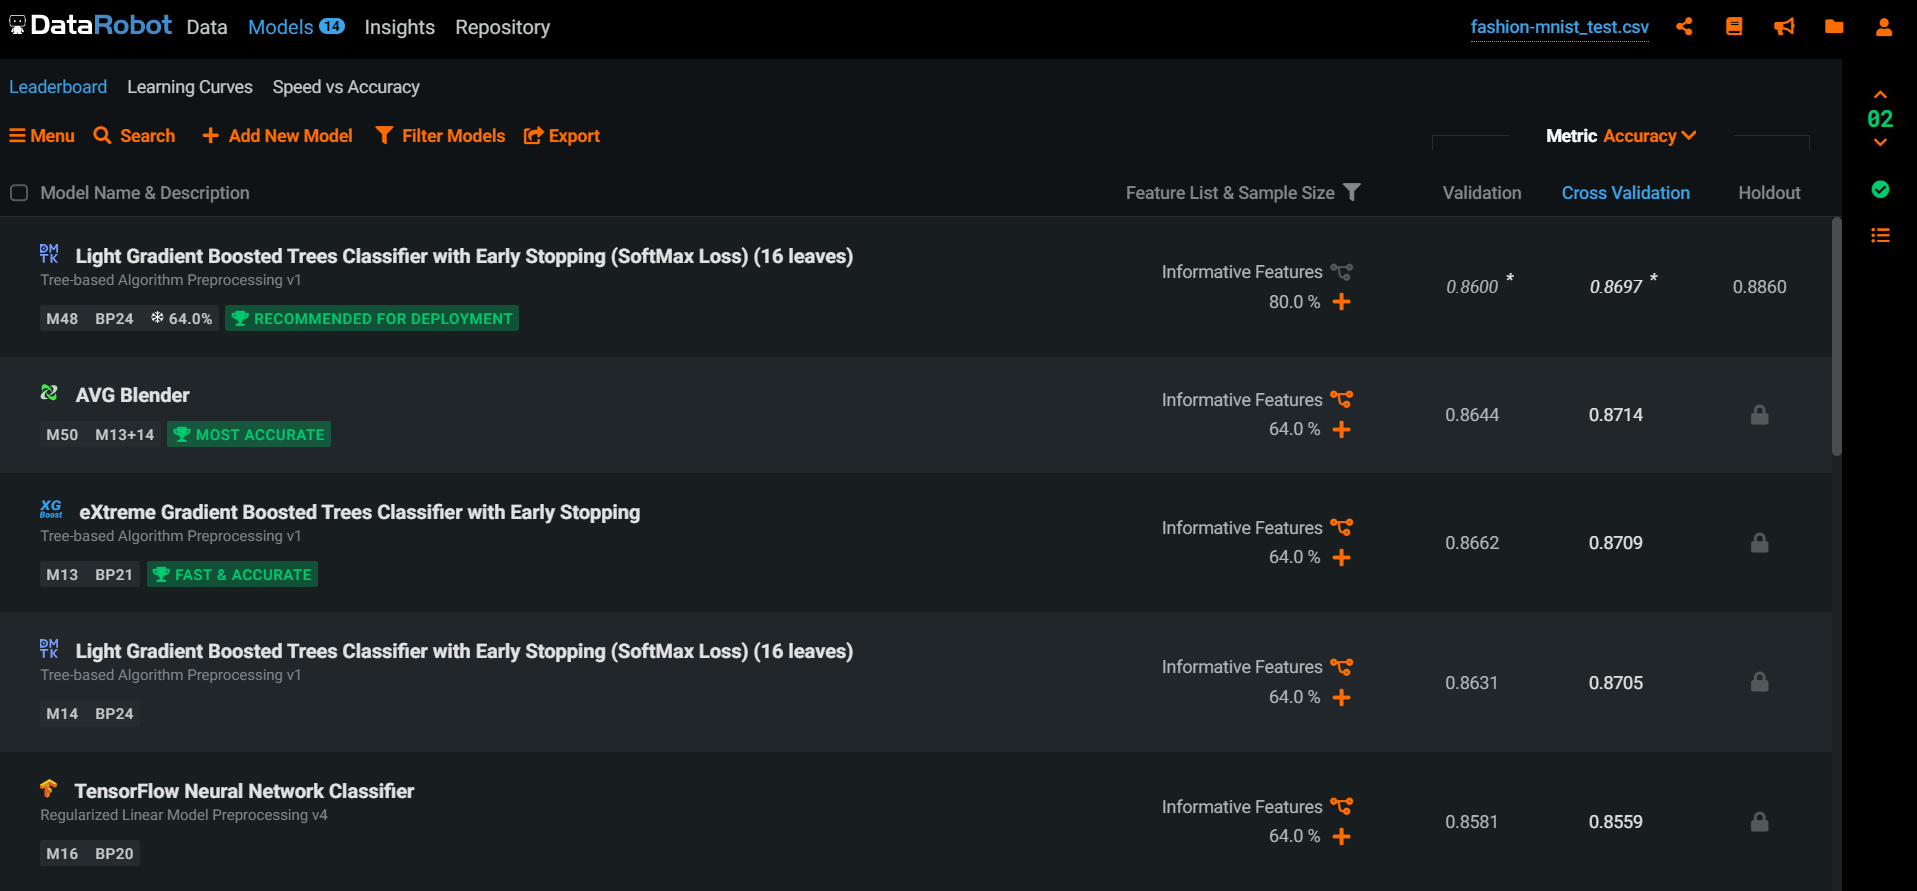 DataRobot Data Models 14 Insights Repository fashion-mnist_test.csv
Leaderboard Learning Curves Speed vs Accuracy
02
Menu Search Add New Model Filter Models Export Metric Accuracy
Model Name & Description Feature List & Sample Size Validation Cross Validation Holdout
DM TK Light Gradient Boosted Trees Classifier with Early Stopping (SoftMax Loss) (16 leaves)
Tree-based Algorithm Preprocessing v1
Informative Features
80.0 %
0.8600 * 0.8697 * 0.8860
M48 BP24 64.0% RECOMMENDED FOR DEPLOYMENT
AVG Blender
Informative Features
64.0 %
0.8644 0.8714
M50 M13+14 MOST ACCURATE
XG Boost eXtreme Gradient Boosted Trees Classifier with Early Stopping
Tree-based Algorithm Preprocessing v1
Informative Features
64.0 %
0.8662 0.8709
M13 BP21 FAST & ACCURATE
DM TK Light Gradient Boosted Trees Classifier with Early Stopping (SoftMax Loss) (16 leaves)
Tree-based Algorithm Preprocessing v1
Informative Features
64.0 %
0.8631 0.8705
M14 BP24
TensorFlow Neural Network Classifier
Regularized Linear Model Preprocessing v4
Informative Features
64.0 %
0.8581 0.8559
M16 BP20